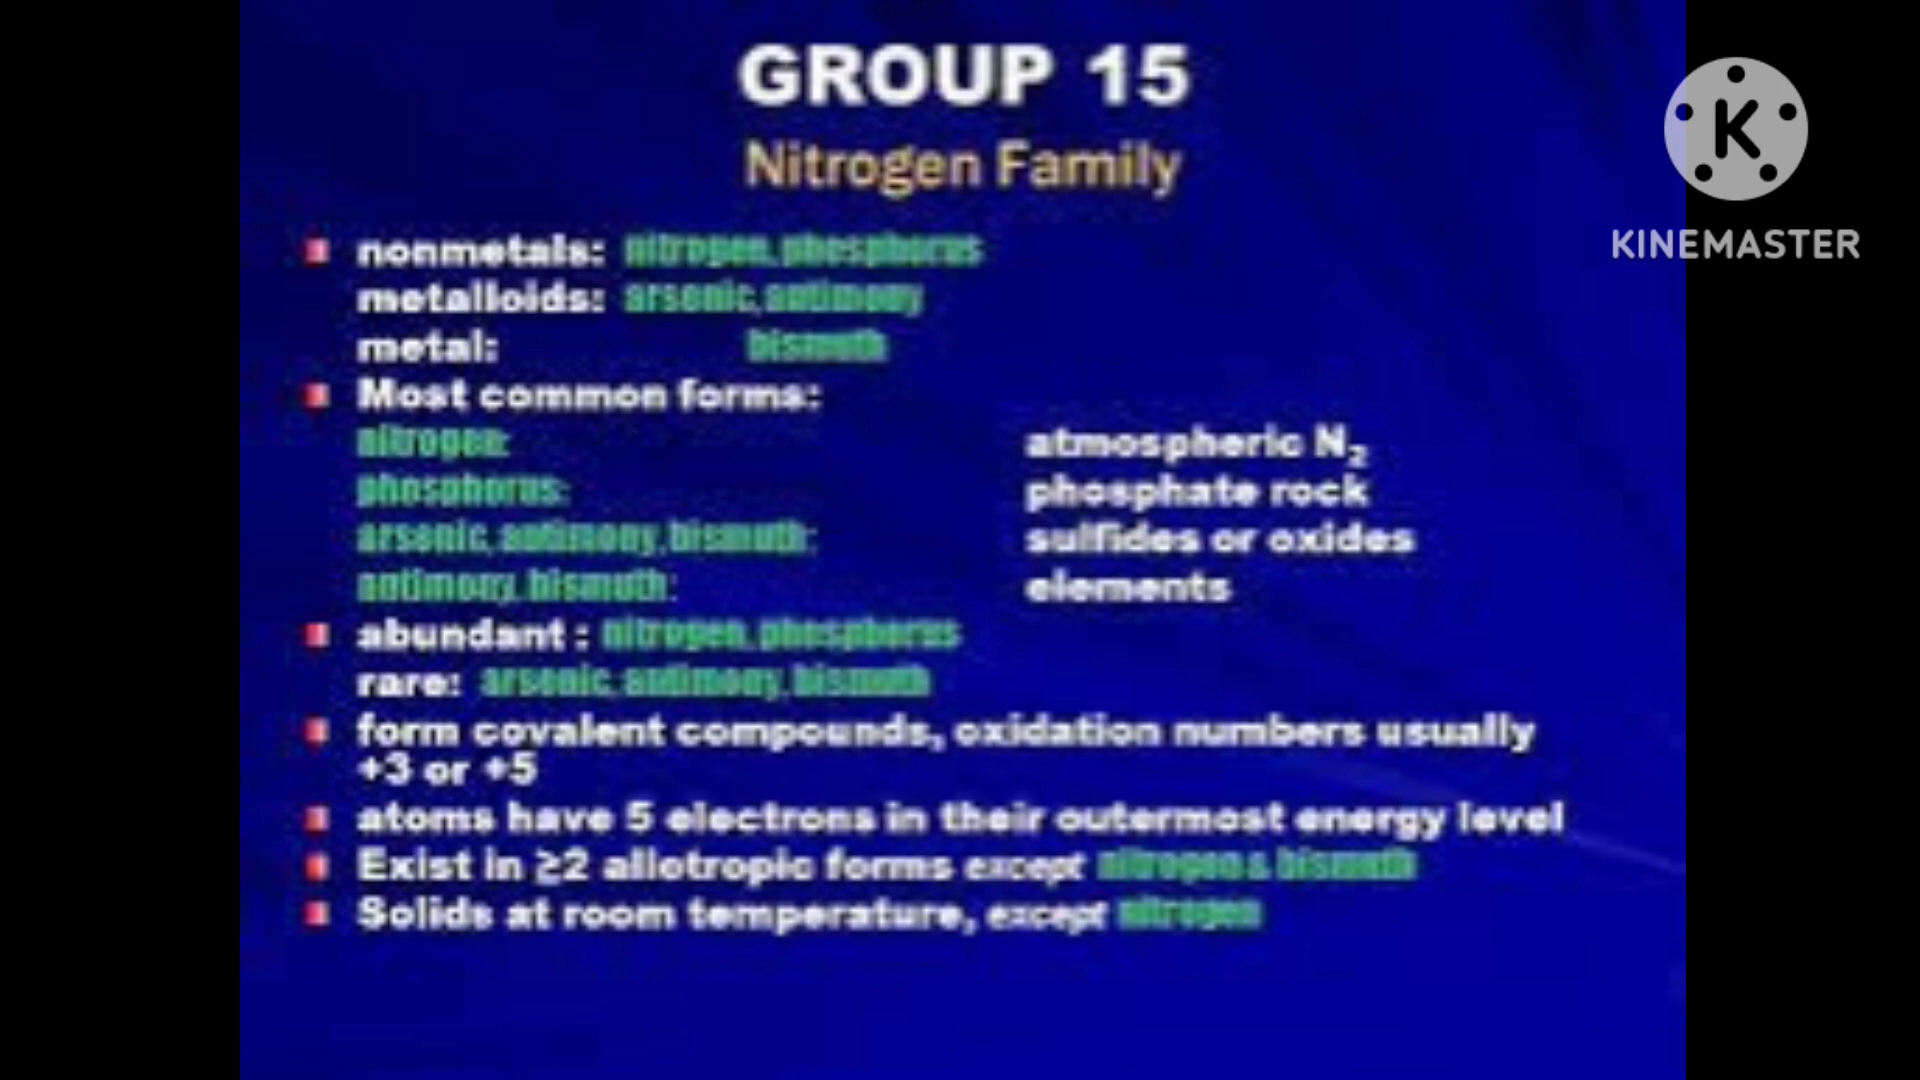 GROUP 15
Nitrogen Family
K
KINEMASTER
nonmetals: nitrogen, phosphorus
metalloids: arsenic, antimony
metal: bismuth
Most common forms:
nitrogen: atmospheric N₂
phosphorus: phosphate rock
arsenic, antimony, bismuth: sulfides or oxides
antimony, bismuth: elements
abundant : nitrogen, phosphorus
rare: arsenic, antimony, bismuth
form covalent compounds, oxidation numbers usually
+3 or +5
atoms have 5 electrons in their outermost energy level
Exist in ≥2 allotropic forms except nitrogen & bismuth
Solids at room temperature, except nitrogen